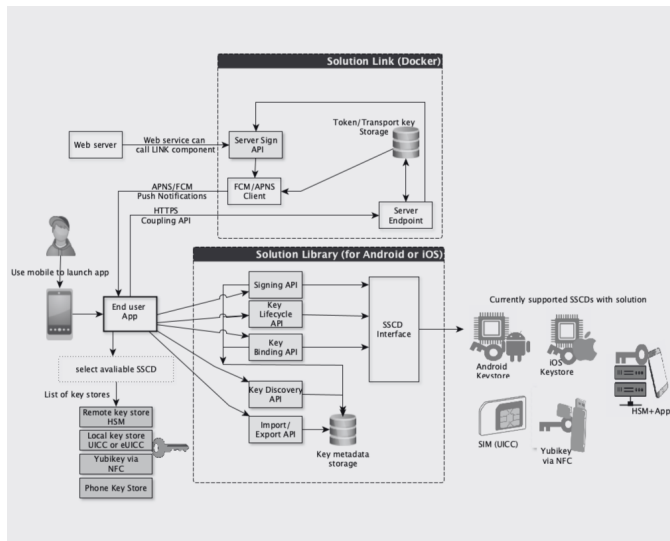 Solution Link (Docker)
Token/Transport key
Storage
Web server
Web service can
call LINK component
Server Sign
API
APNS/FCM
Push Notifications
FCM/APNS
Client
HTTPS
Coupling API
Server
Endpoint
Solution Library (for Android or iOS)
Use mobile to launch app
End user
App
Signing API
Key
Lifecycle
API
Key
Binding API
SSCD
Interface
Key Discovery
API
Import/
Export API
Key metadata
storage
select avaliable SSCD
List of key stores
Remote key store
HSM
Local key store
UICC or eUICC
Yubikey via
NFC
Phone Key Store
Currently supported SSCDs with solution
Android
Keystore
iOS
Keystore
HSM+App
SIM (UICC)
Yubikey
via NFC